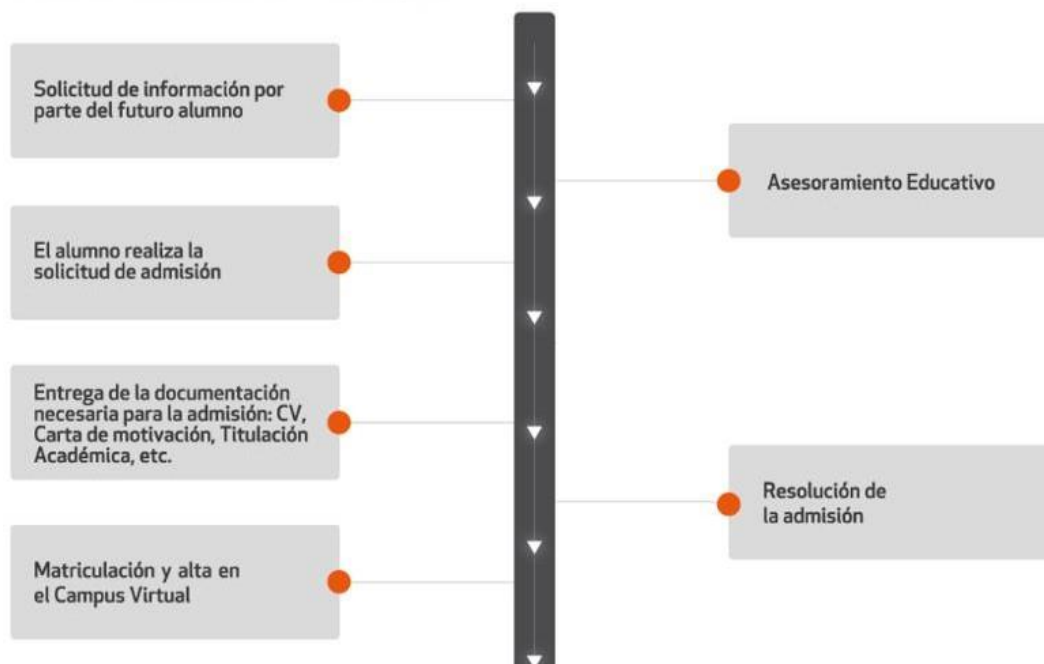 Solicitud de información por
parte del futuro alumno
Asesoramiento Educativo
El alumno realiza la
solicitud de admisión
Entrega de la documentación
necesaria para la admisión: CV,
Carta de motivación, Titulación
Académica, etc.
Resolución de
la admisión
Matriculación y alta en
el Campus Virtual